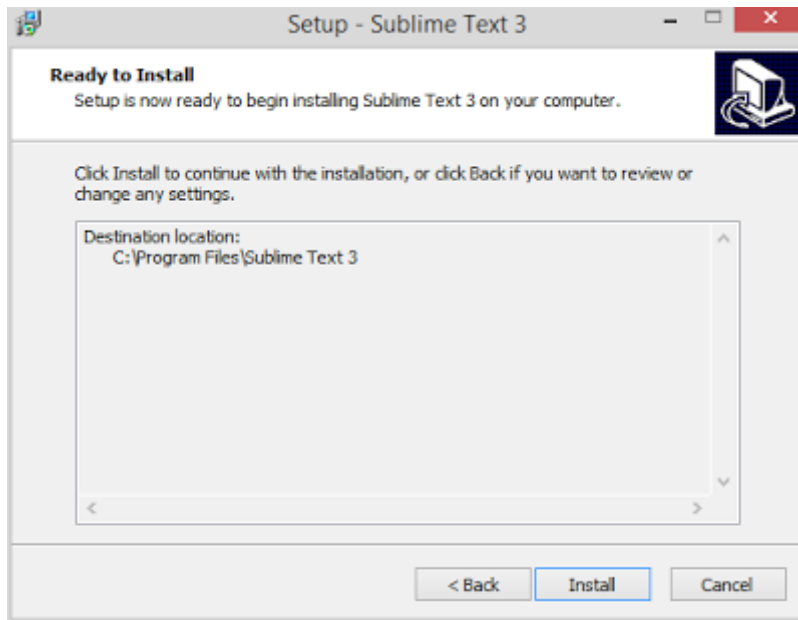 Setup - Sublime Text 3
Ready to Install
Setup is now ready to begin installing Sublime Text 3 on your computer.
Click Install to continue with the installation, or click Back if you want to review or
change any settings.
Destination location:
C:\Program Files\Sublime Text 3
< Back
Install
Cancel